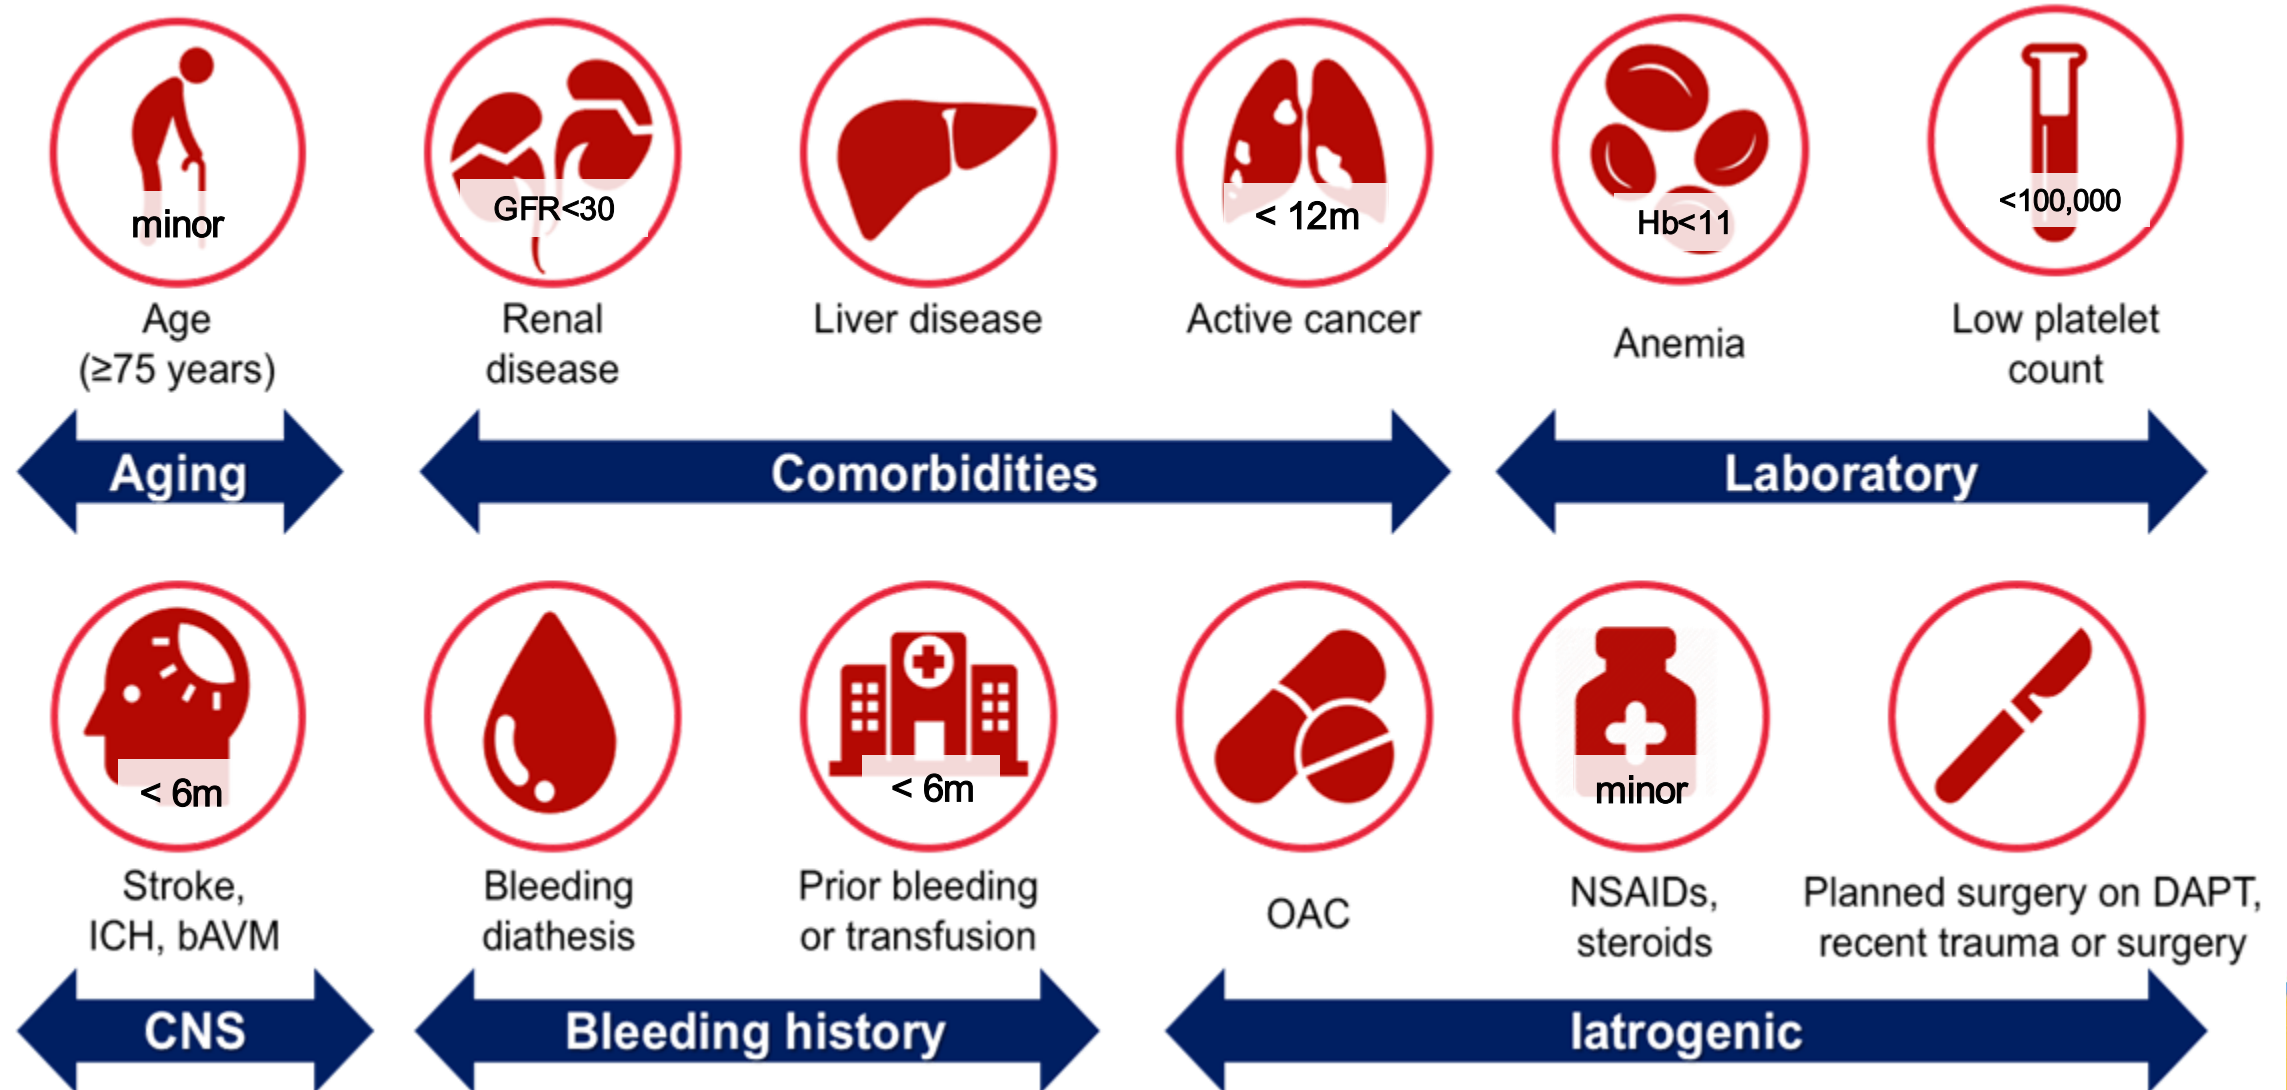 minor
GFR<30
< 12m
Hb<11
<100,000
Age
(≥75 years)
Renal
disease
Liver disease
Active cancer
Anemia
Low platelet
count
Aging
Comorbidities
Laboratory
< 6m
< 6m
minor
Stroke,
ICH, bAVM
Bleeding
diathesis
Prior bleeding
or transfusion
OAC
NSAIDs,
steroids
Planned surgery on DAPT,
recent trauma or surgery
CNS
Bleeding history
Iatrogenic